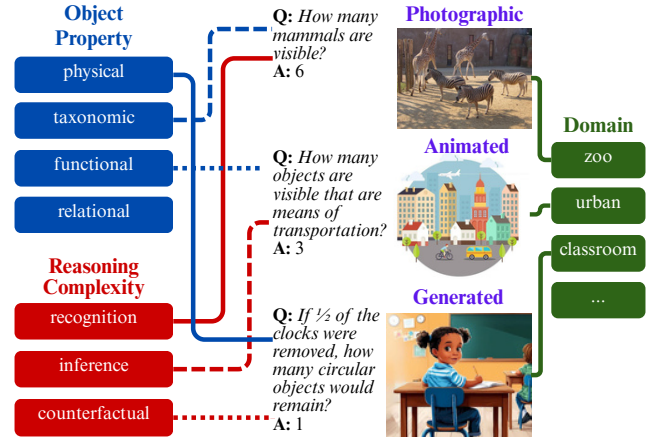 Object
Property
physical
taxonomic
functional
relational
Reasoning
Complexity
recognition
inference
counterfactual
Q: How many
mammals are
visible?
A: 6
Q: How many
objects are
visible that are
means of
transportation?
A: 3
Q: If ½ of the
clocks were
removed, how
many circular
objects would
remain?
A: 1
Photographic
Animated
Generated
Domain
zoo
urban
classroom
...